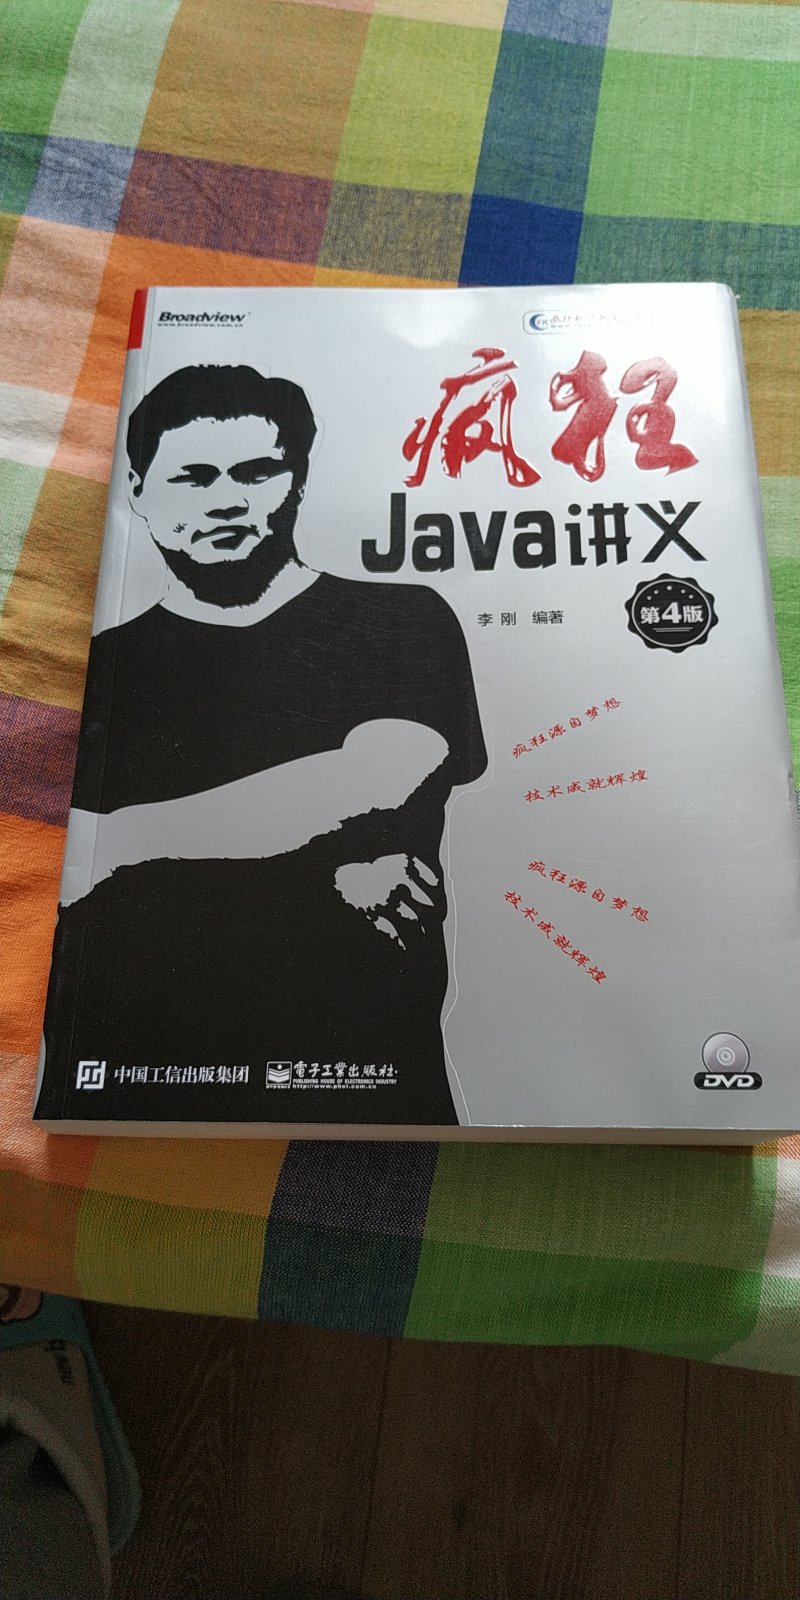 Broadview
www.broadview.com.cn
疯狂
Java讲义
李刚 编著
第4版
疯狂源自梦想
技术成就辉煌
疯狂源自梦想
技术成就辉煌
中国工信出版集团
電子工業出版社
PUBLISHING HOUSE OF ELECTRONICS INDUSTRY
http://www.phei.com.cn
DVD